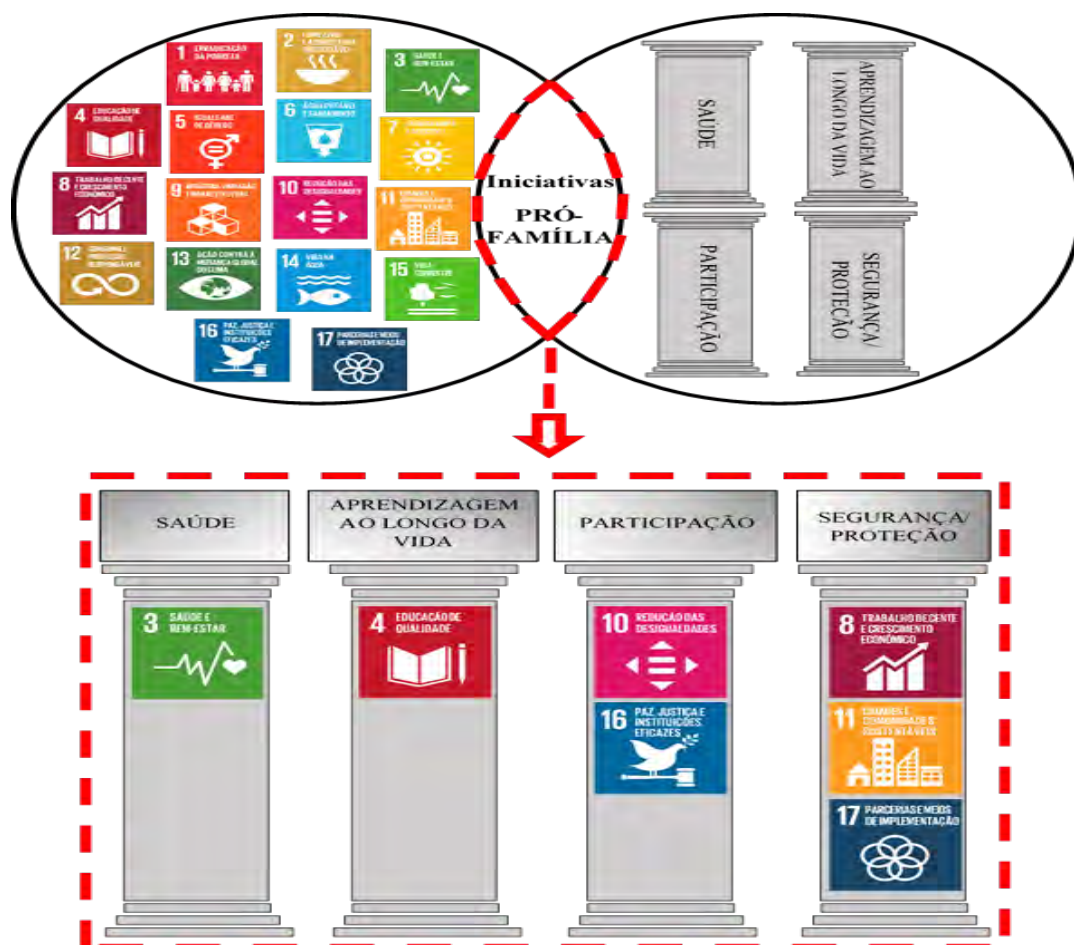 1 ERRADICAÇÃO
DA POBREZA
2
3 SAÚDE E
BEM-ESTAR
4 EDUCAÇÃO DE
QUALIDADE
5 IGUALDADE
DE GÊNERO
6 ÁGUA POTÁVEL
E SANEAMENTO
7
8 TRABALHO DECENTE
E CRESCIMENTO
ECONÔMICO
9
10 REDUÇÃO DAS
DESIGUALDADES
11
12
13 AÇÃO CONTRA A
MUDANÇA GLOBAL
DO CLIMA
14 VIDA NA
ÁGUA
15
16 PAZ, JUSTIÇA E
INSTITUIÇÕES
EFICAZES
17 PARCERIAS E MEIOS
DE IMPLEMENTAÇÃO
Iniciativas
PRÓ-
FAMÍLIA
SAÚDE
APRENDIZAGEM AO
LONGO DA VIDA
PARTICIPAÇÃO
SEGURANÇA/
PROTEÇÃO
SAÚDE
APRENDIZAGEM
AO LONGO DA
VIDA
PARTICIPAÇÃO
SEGURANÇA/
PROTEÇÃO
3 SAÚDE E
BEM-ESTAR
4 EDUCAÇÃO DE
QUALIDADE
10 REDUÇÃO DAS
DESIGUALDADES
16 PAZ, JUSTIÇA E
INSTITUIÇÕES
EFICAZES
8 TRABALHO DECENTE
E CRESCIMENTO
ECONÔMICO
11 CIDADES E
COMUNIDADES
SUSTENTÁVEIS
17 PARCERIAS E MEIOS
DE IMPLEMENTAÇÃO